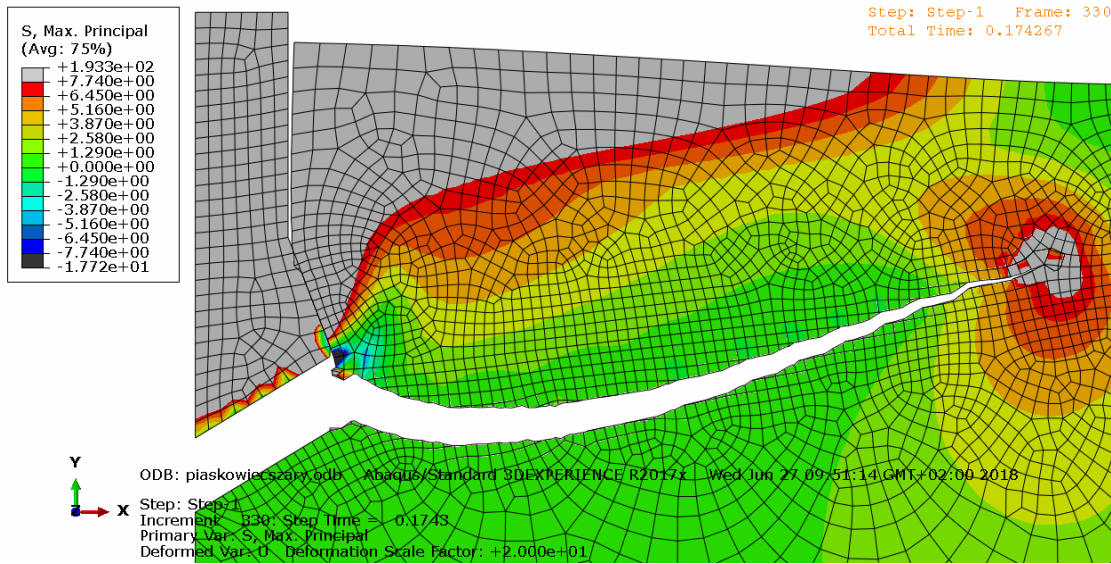 S, Max. Principal
(Avg: 75%)
+1.933e+02
+7.740e+00
+6.450e+00
+5.160e+00
+3.870e+00
+2.580e+00
+1.290e+00
+0.000e+00
-1.290e+00
-2.580e+00
-3.870e+00
-5.160e+00
-6.450e+00
-7.740e+00
-1.772e+01
Step: Step-1 Frame: 330
Total Time: 0.174267
Y
X
ODB: piaskowiecszary.odb Abaqus/Standard 3DEXPERIENCE R2017x Wed Jun 27 09:51:14 GMT+02:00 2018
Step: Step-1
Increment 330: Step Time = 0.1743
Primary Var: S, Max. Principal
Deformed Var: U Deformation Scale Factor: +2.000e+01